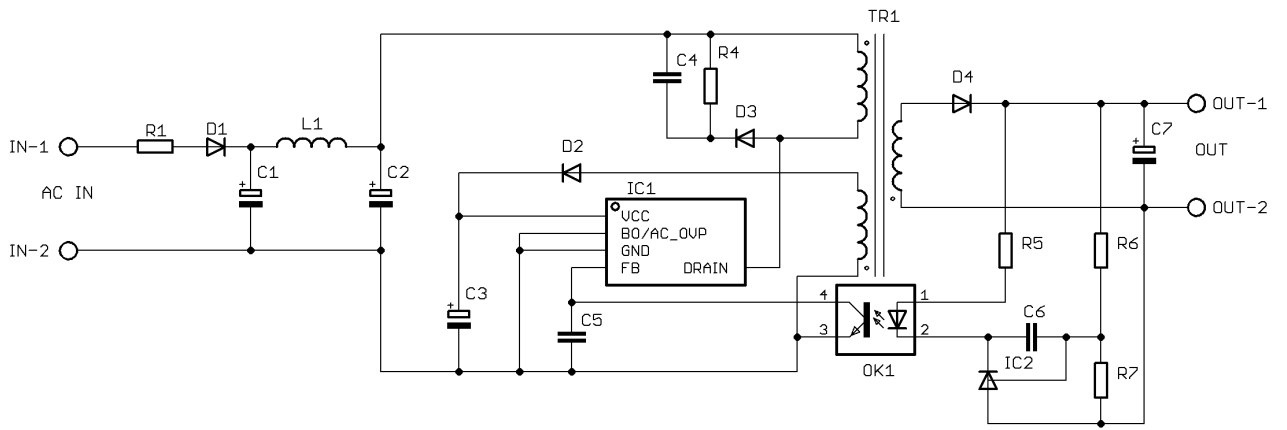 TR1
C4
R4
D3
D4
OUT-1
C7
OUT
OUT-2
IN-1
R1
D1
L1
C1
C2
AC IN
IN-2
D2
IC1
VCC
BO/AC_OVP
GND
FB
DRAIN
C3
C5
4
3
1
2
OK1
R5
R6
C6
IC2
R7